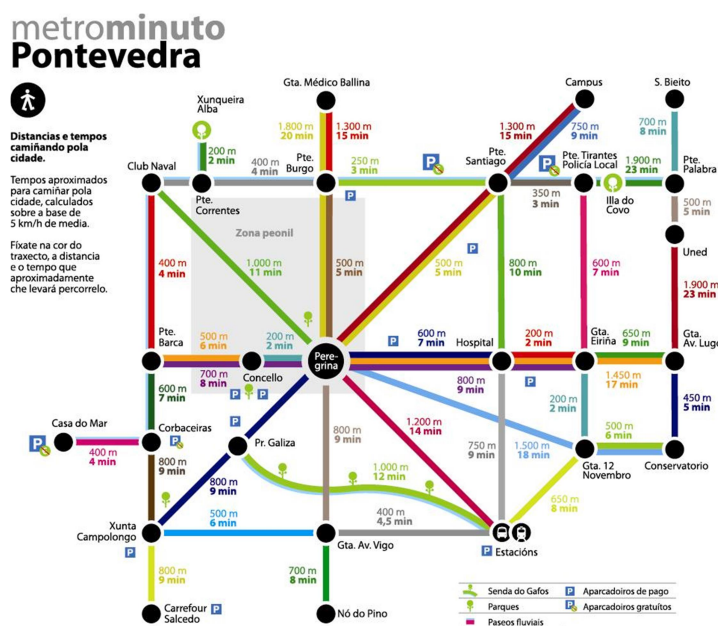 metrominuto
Pontevedra
Distancias e tempos
camiñando pola
cidade.
Tempos aproximados
para camiñar pola
cidade, calculados
sobre a base de
5 km/h de media.
Fíxate na cor do
traxecto, a distancia
e o tempo que
aproximadamente
che levará percorrelo.
Gta. Médico Ballina
Campus
S. Bieito
Xunqueira
Alba
1.800 m
20 min
1.300 m
15 min
1.300 m
15 min
750 m
9 min
700 m
8 min
200 m
2 min
Club Naval
400 m
4 min
Pte.
Burgo
250 m
3 min
P
Pte.
Santiago
P
Pte. Tirantes
Policía Local
1.900 m
23 min
Pte.
Palabra
Pte.
Correntes
P
350 m
3 min
Illa do
Covo
500 m
5 min
Zona peonil
Uned
400 m
4 min
1.000 m
11 min
500 m
5 min
500 m
5 min
P
800 m
10 min
600 m
7 min
1.900 m
23 min
Pte.
Barca
500 m
6 min
200 m
2 min
Pere-
grina
P
600 m
7 min
Hospital
200 m
2 min
Gta.
Eiriña
650 m
9 min
Gta.
Av. Lugo
700 m
8 min
Concello
P
P
800 m
9 min
P
1.450 m
17 min
600 m
7 min
200 m
2 min
450 m
5 min
Casa do Mar
P
400 m
4 min
Corbaceiras
P
P
Pr. Galiza
800 m
9 min
1.200 m
14 min
750 m
9 min
1.500 m
18 min
500 m
6 min
Gta. 12
Novembro
Conservatorio
800 m
9 min
800 m
9 min
1.000 m
12 min
650 m
8 min
Xunta
Campolongo
P
500 m
6 min
Gta. Av. Vigo
400 m
4,5 min
P
Estacións
800 m
9 min
700 m
8 min
Carrefour
Salcedo
P
Nó do Pino
Senda do Gafos
P
Aparcadoiros de pago
Parques
P
Aparcadoiros gratuítos
Paseos fluviais